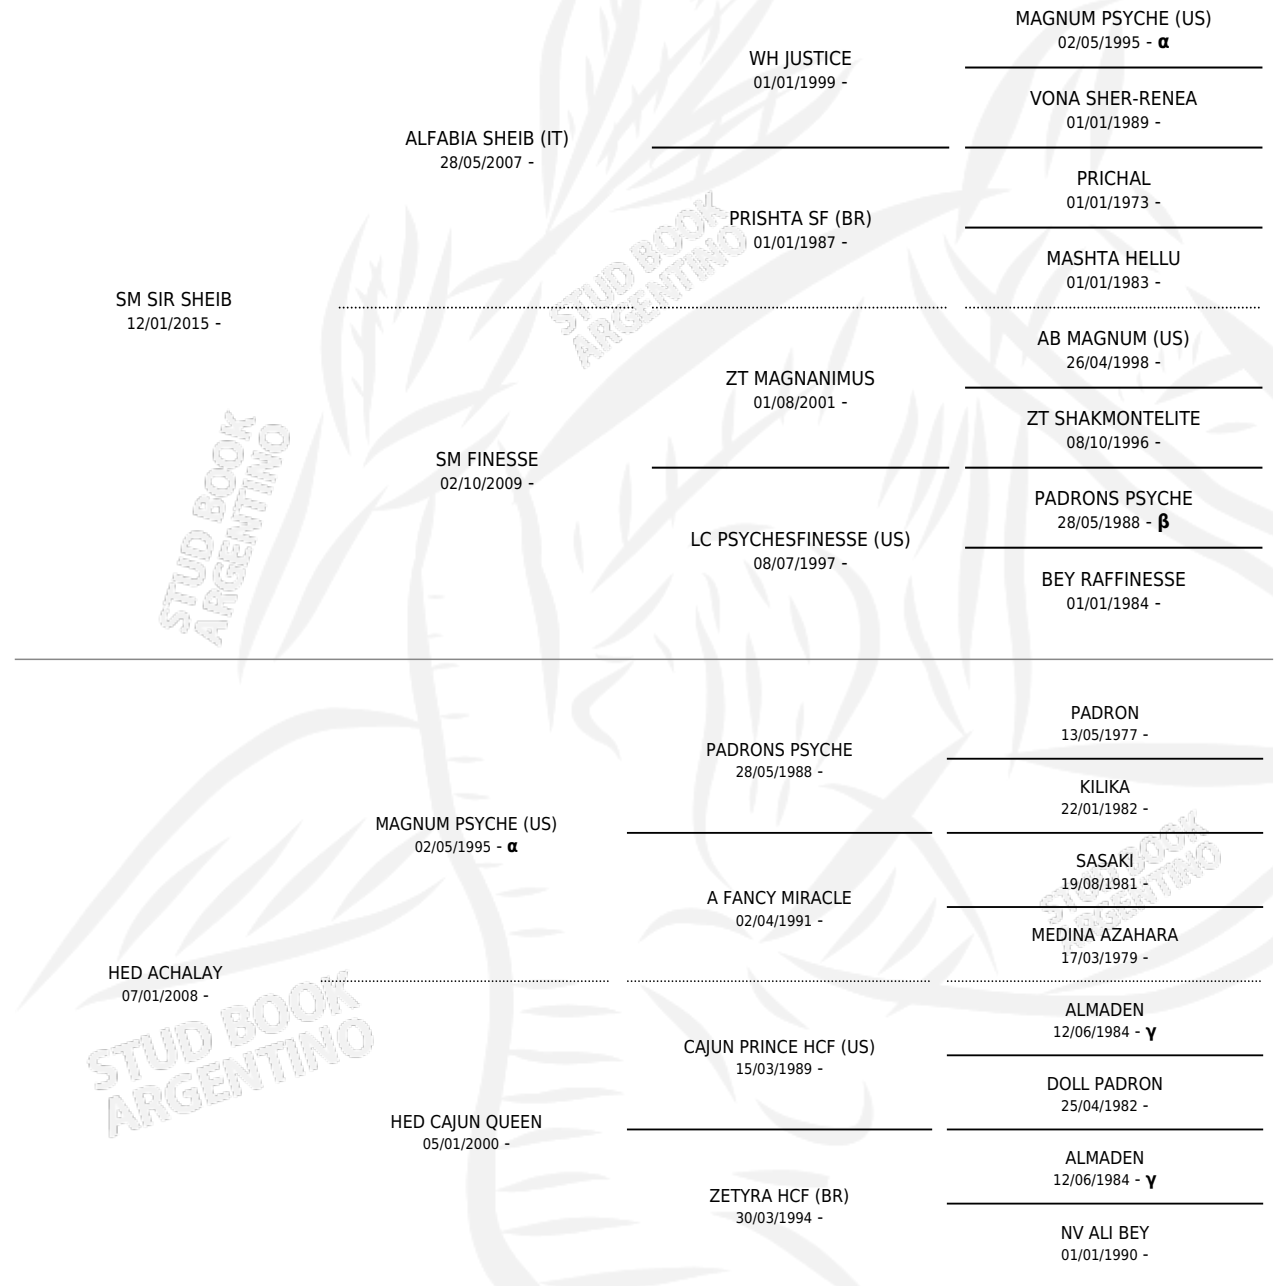 MAGNUM PSYCHE (US)
02/05/1995 - α
WH JUSTICE
01/01/1999 -
VONA SHER-RENEA
01/01/1989 -
ALFABIA SHEIB (IT)
28/05/2007 -
PRICHAL
01/01/1973 -
PRISHTA SF (BR)
01/01/1987 -
MASHTA HELLU
01/01/1983 -
SM SIR SHEIB
12/01/2015 -
STUD BOOK
ARGENTINO
AB MAGNUM (US)
26/04/1998 -
ZT MAGNANIMUS
01/08/2001 -
ZT SHAKMONTELITE
08/10/1996 -
SM FINESSE
02/10/2009 -
STUD BOOK
ARGENTINO
PADRONS PSYCHE
28/05/1988 - β
LC PSYCHESFINESSE (US)
08/07/1997 -
BEY RAFFINESSE
01/01/1984 -
PADRON
13/05/1977 -
PADRONS PSYCHE
28/05/1988 -
KILIKA
22/01/1982 -
MAGNUM PSYCHE (US)
02/05/1995 - α
STUD BOOK
ARGENTINO
SASAKI
19/08/1981 -
A FANCY MIRACLE
02/04/1991 -
MEDINA AZAHARA
17/03/1979 -
HED ACHALAY
07/01/2008 -
STUD BOOK
ARGENTINO
ALMADEN
12/06/1984 - γ
CAJUN PRINCE HCF (US)
15/03/1989 -
DOLL PADRON
25/04/1982 -
HED CAJUN QUEEN
05/01/2000 -
ALMADEN
12/06/1984 - γ
ZETYRA HCF (BR)
30/03/1994 -
NV ALI BEY
01/01/1990 -